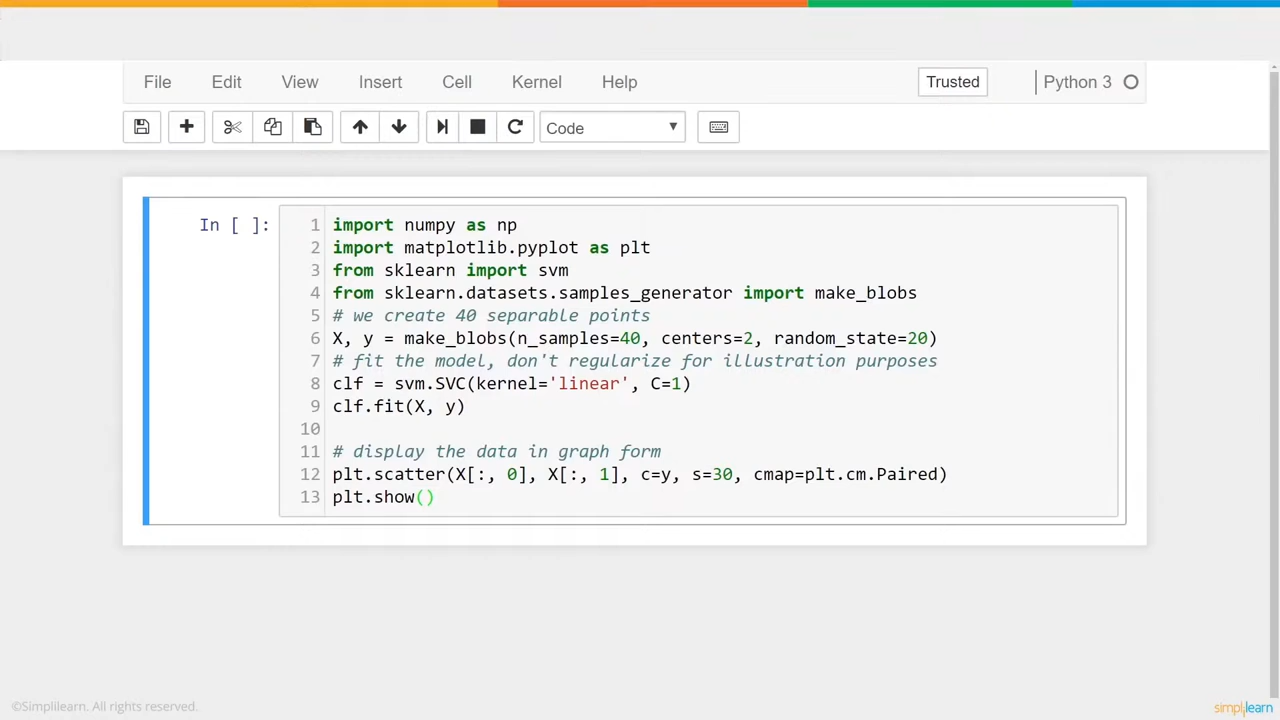 File Edit View Insert Cell Kernel Help Trusted Python 3
Code
In [ ]:
1 import numpy as np
2 import matplotlib.pyplot as plt
3 from sklearn import svm
4 from sklearn.datasets.samples_generator import make_blobs
5 # we create 40 separable points
6 X, y = make_blobs(n_samples=40, centers=2, random_state=20)
7 # fit the model, don't regularize for illustration purposes
8 clf = svm.SVC(kernel='linear', C=1)
9 clf.fit(X, y)
10
11 # display the data in graph form
12 plt.scatter(X[:, 0], X[:, 1], c=y, s=30, cmap=plt.cm.Paired)
13 plt.show()
©Simplilearn. All rights reserved.
simplilearn